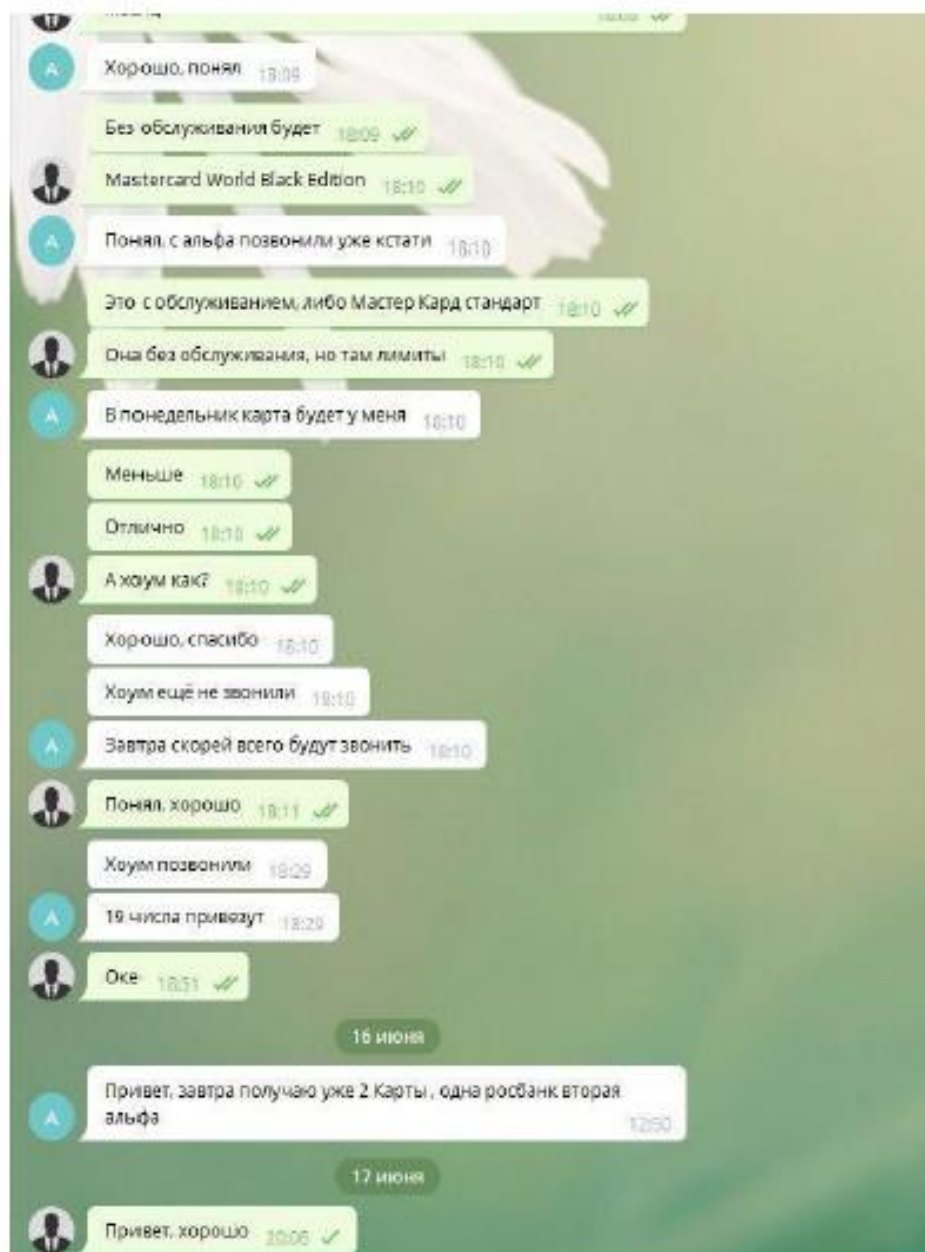 18:09
А
Хорошо, понял 18:09
Без обслуживания будет 18:09
Mastercard World Black Edition 18:10
А
Понял, с альфа позвонили уже кстати 18:10
Это с обслуживанием, либо Мастер Кард стандарт 18:10
Она без обслуживания, но там лимиты 18:10
А
В понедельник карта будет у меня 18:10
Меньше 18:10
Отлично 18:10
А хоум как? 18:10
Хорошо, спасибо 18:10
Хоум ещё не звонили 18:10
А
Завтра скорей всего будут звонить 18:10
Понял, хорошо 18:11
Хоум позвонили 18:29
А
19 числа привезут 18:29
Оке 18:51
16 июня
Привет, завтра получаю уже 2 Карты , одна росбанк вторая
А
альфа 12:50
17 июня
Привет, хорошо 20:06